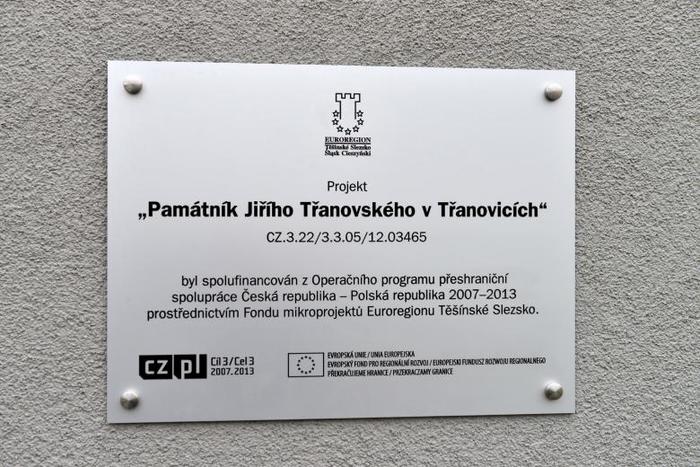 EUROREGION
Těšínské Slezsko
Śląsk Cieszyński
Projekt
„Památník Jiřího Třanovského v Třanovicích“
CZ.3.22/3.3.05/12.03465
byl spolufinancován z Operačního programu přeshraniční
spolupráce Česká republika – Polská republika 2007–2013
prostřednictvím Fondu mikroprojektů Euroregionu Těšínské Slezsko.
cz pl
Cíl 3/Cel 3
2007.2013
EVROPSKÁ UNIE / UNIA EUROPEJSKA
EVROPSKÝ FOND PRO REGIONÁLNÍ ROZVOJ / EUROPEJSKI FUNDUSZ ROZWOJU REGIONALNEGO
PŘEKRAČUJEME HRANICE / PRZEKRACZAMY GRANICE